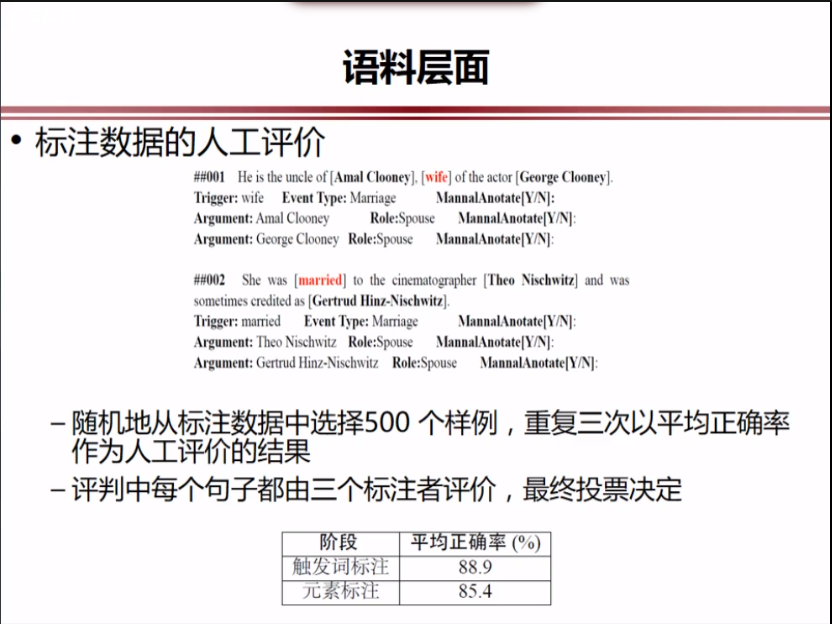 语料层面
• 标注数据的人工评价
##001 He is the uncle of [Amal Clooney], [wife] of the actor [George Clooney].
Trigger: wife Event Type: Marriage MannalAnotate[Y/N]:
Argument: Amal Clooney Role:Spouse MannalAnotate[Y/N]:
Argument: George Clooney Role:Spouse MannalAnotate[Y/N]:
##002 She was [married] to the cinematographer [Theo Nischwitz] and was
sometimes credited as [Gertrud Hinz-Nischwitz].
Trigger: married Event Type: Marriage MannalAnotate[Y/N]:
Argument: Theo Nischwitz Role:Spouse MannalAnotate[Y/N]:
Argument: Gertrud Hinz-Nischwitz Role:Spouse MannalAnotate[Y/N]:
– 随机地从标注数据中选择500 个样例，重复三次以平均正确率
作为人工评价的结果
– 评判中每个句子都由三个标注者评价，最终投票决定
阶段 平均正确率 (%)
触发词标注 88.9
元素标注 85.4